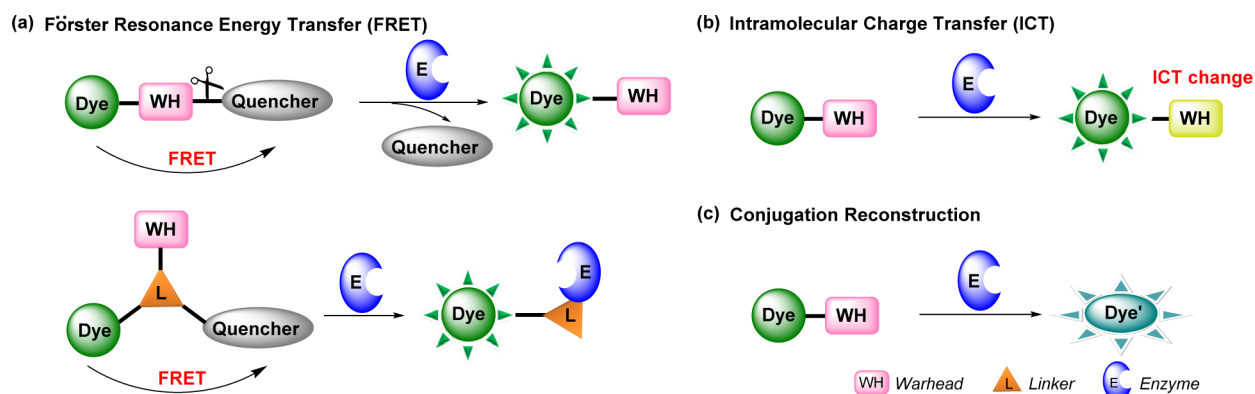 (a) Förster Resonance Energy Transfer (FRET)
Dye WH Quencher
FRET
E
Quencher
Dye WH
WH
L
Dye
Quencher
FRET
E
Dye
L
E
(b) Intramolecular Charge Transfer (ICT)
Dye WH
E
ICT change
Dye WH
(c) Conjugation Reconstruction
Dye WH
E
Dye'
WH Warhead L Linker E Enzyme